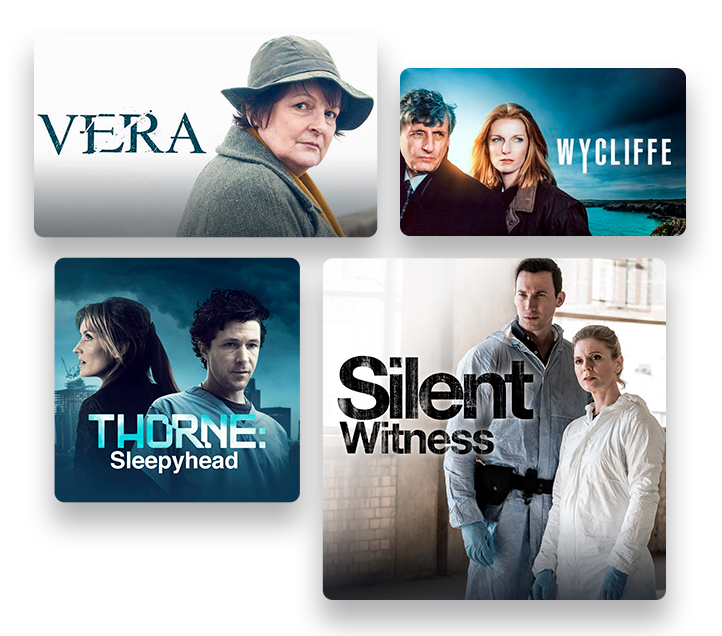 VERA
WYCLIFFE
THORNE:
Sleepyhead
Silent
Witness